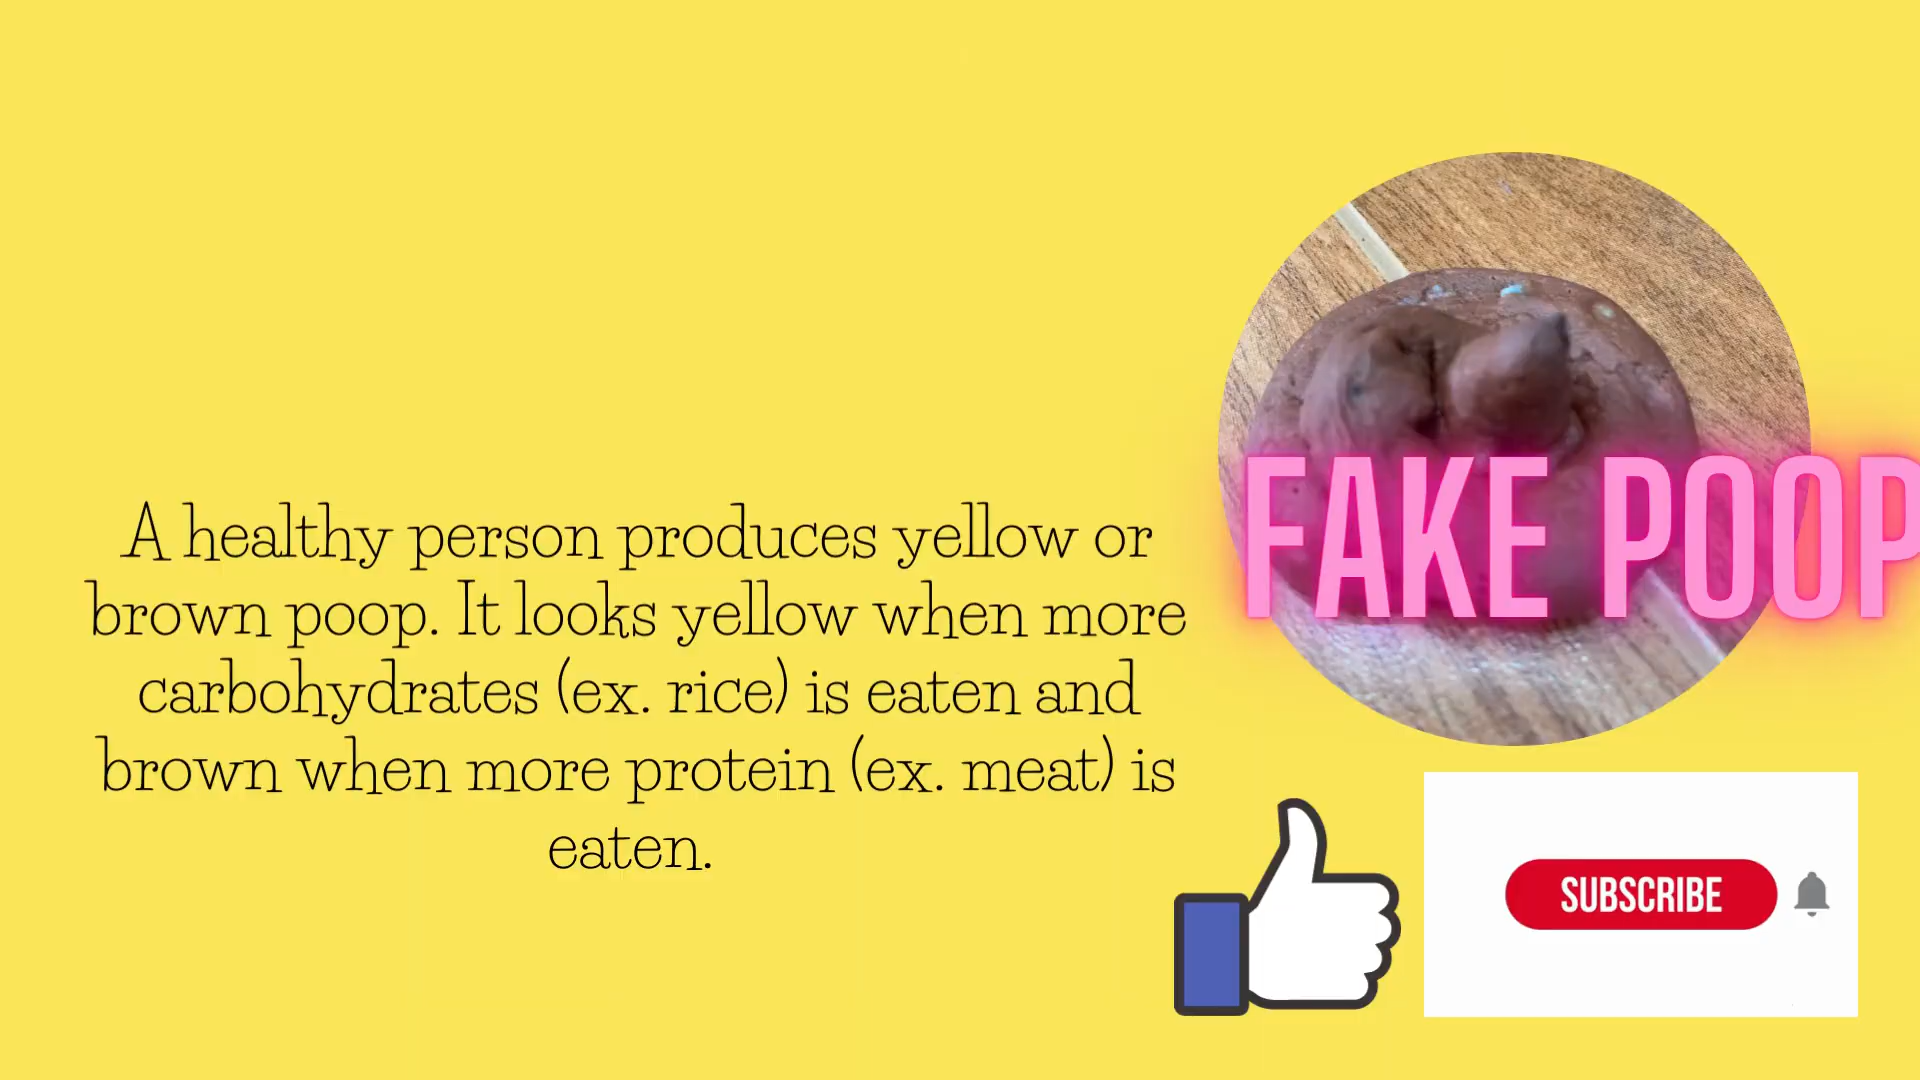 A healthy person produces yellow or
brown poop. It looks yellow when more
carbohydrates (ex. rice) is eaten and
brown when more protein (ex. meat) is
eaten.
FAKE POOP
SUBSCRIBE